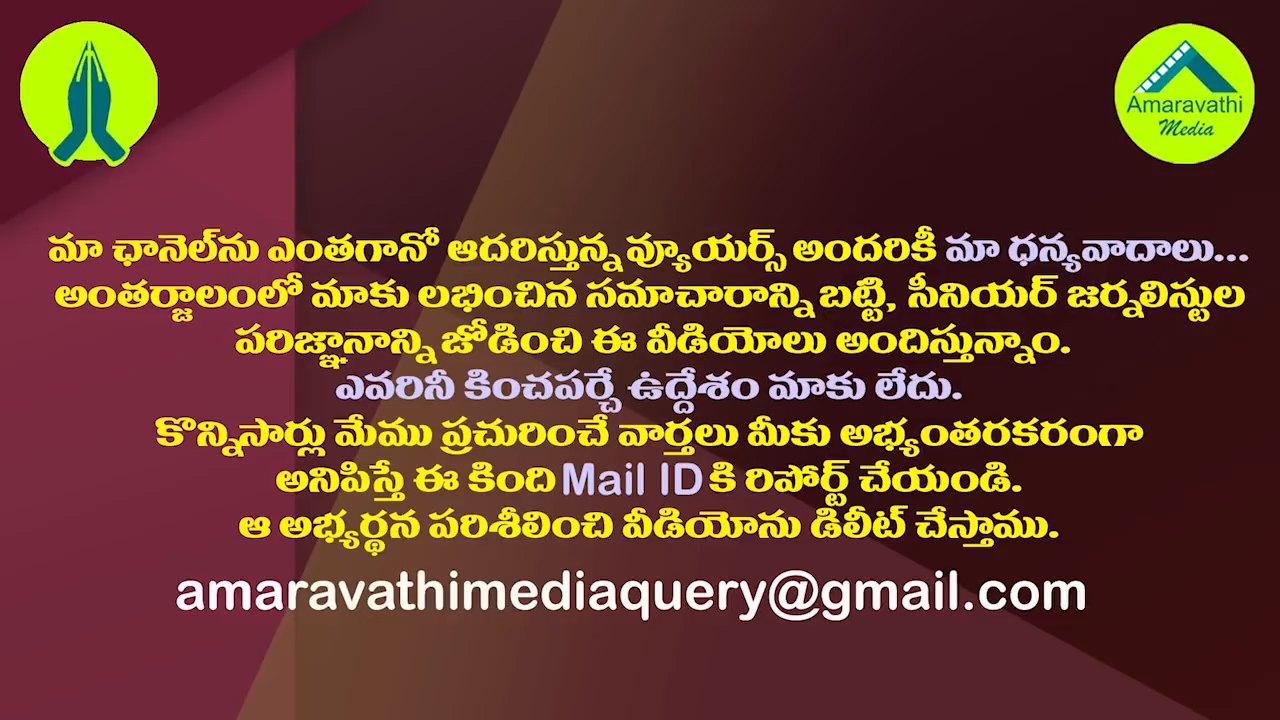 Amaravathi
Media
మా ఛానెల్‌ను ఎంతగానో ఆదరిస్తున్న వ్యూయర్స్ అందరికీ మా ధన్యవాదాలు...
అంతర్జాలంలో మాకు లభించిన సమాచారాన్ని బట్టి, సీనియర్ జర్నలిస్టుల
పరిజ్ఞానాన్ని జోడించి ఈ వీడియోలు అందిస్తున్నాం.
ఎవరినీ కించపర్చే ఉద్దేశం మాకు లేదు.
కొన్నిసార్లు మేము ప్రచురించే వార్తలు మీకు అభ్యంతరకరంగా
అనిపిస్తే ఈ కింది Mail ID కి రిపోర్ట్ చేయండి.
ఆ అభ్యర్థన పరిశీలించి వీడియోను డిలీట్ చేస్తాము.
amaravathimediaquery@gmail.com